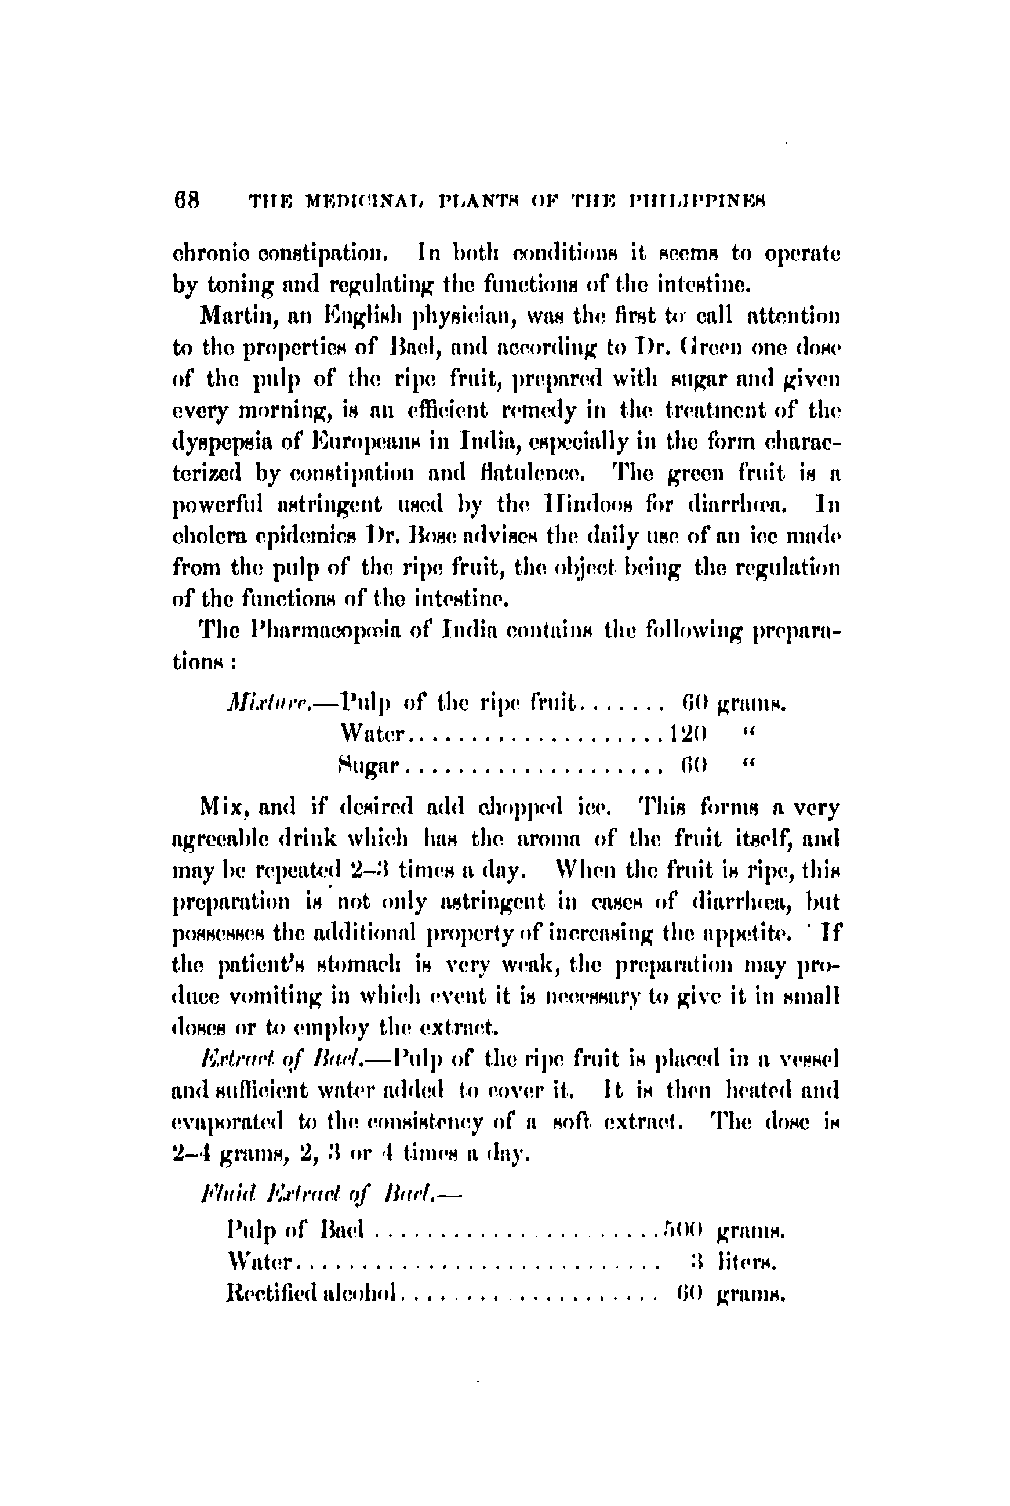 68 THE MEDICINAL PLANTS OF THE PHILIPPINES
chronic constipation. In both conditions it seems to operate
by toning and regulating the functions of the intestine.
Martin, an English physician, was the first to call attention
to the properties of Bael, and according to Dr. Green one dose
of the pulp of the ripe fruit, prepared with sugar and given
every morning, is an efficient remedy in the treatment of the
dyspepsia of Europeans in India, especially in the form charac-
terized by constipation and flatulence. The green fruit is a
powerful astringent used by the Hindoos for diarrhœa. In
cholera epidemics Dr. Bose advises the daily use of an ice made
from the pulp of the ripe fruit, the object being the regulation
of the functions of the intestine.
The Pharmacopœia of India contains the following prepara-
tions :
Mixture.—Pulp of the ripe fruit....... 60 grams.
Water....................120 "
Sugar.................... 60 "
Mix, and if desired add chopped ice. This forms a very
agreeable drink which has the aroma of the fruit itself, and
may be repeated 2–3 times a day. When the fruit is ripe, this
preparation is not only astringent in cases of diarrhœa, but
possesses the additional property of increasing the appetite. If
the patient's stomach is very weak, the preparation may pro-
duce vomiting in which event it is necessary to give it in small
doses or to employ the extract.
Extract of Bael.—Pulp of the ripe fruit is placed in a vessel
and sufficient water added to cover it. It is then heated and
evaporated to the consistency of a soft extract. The dose is
2–4 grams, 2, 3 or 4 times a day.
Fluid Extract of Bael.—
Pulp of Bael ......................500 grams.
Water............................ 3 liters.
Rectified alcohol.................... 60 grams.